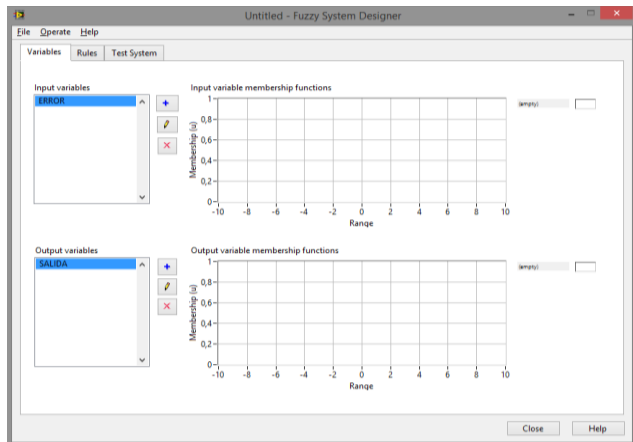 Untitled - Fuzzy System Designer
File Operate Help
Variables Rules Test System
Input variables
ERROR
Input variable membership functions
Membership (u)
1
0,8
0,6
0,4
0,2
0
-10 -8 -6 -4 -2 0 2 4 6 8 10
Range
(empty)
Output variables
SALIDA
Output variable membership functions
Membership (u)
1
0,8
0,6
0,4
0,2
0
-10 -8 -6 -4 -2 0 2 4 6 8 10
Range
(empty)
Close Help